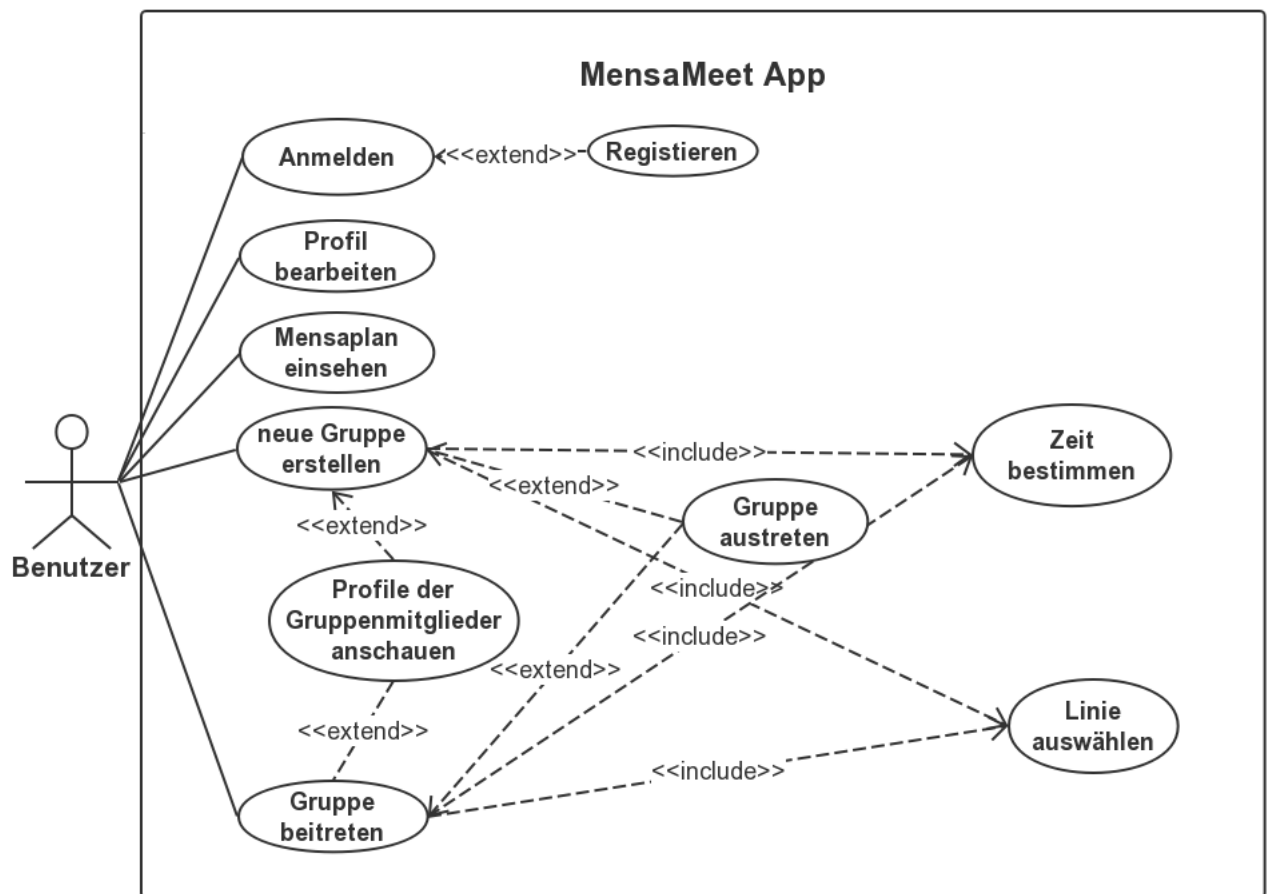 MensaMeet App
Anmelden
<<extend>>
Registieren
Profil
bearbeiten
Mensaplan
einsehen
neue Gruppe
erstellen
<<include>>
Zeit
bestimmen
<<extend>>
Gruppe
austreten
<<extend>>
Benutzer
Profile der
Gruppenmitglieder
anschauen
<<include>>
<<include>>
<<extend>>
Linie
auswählen
<<extend>>
<<include>>
Gruppe
beitreten